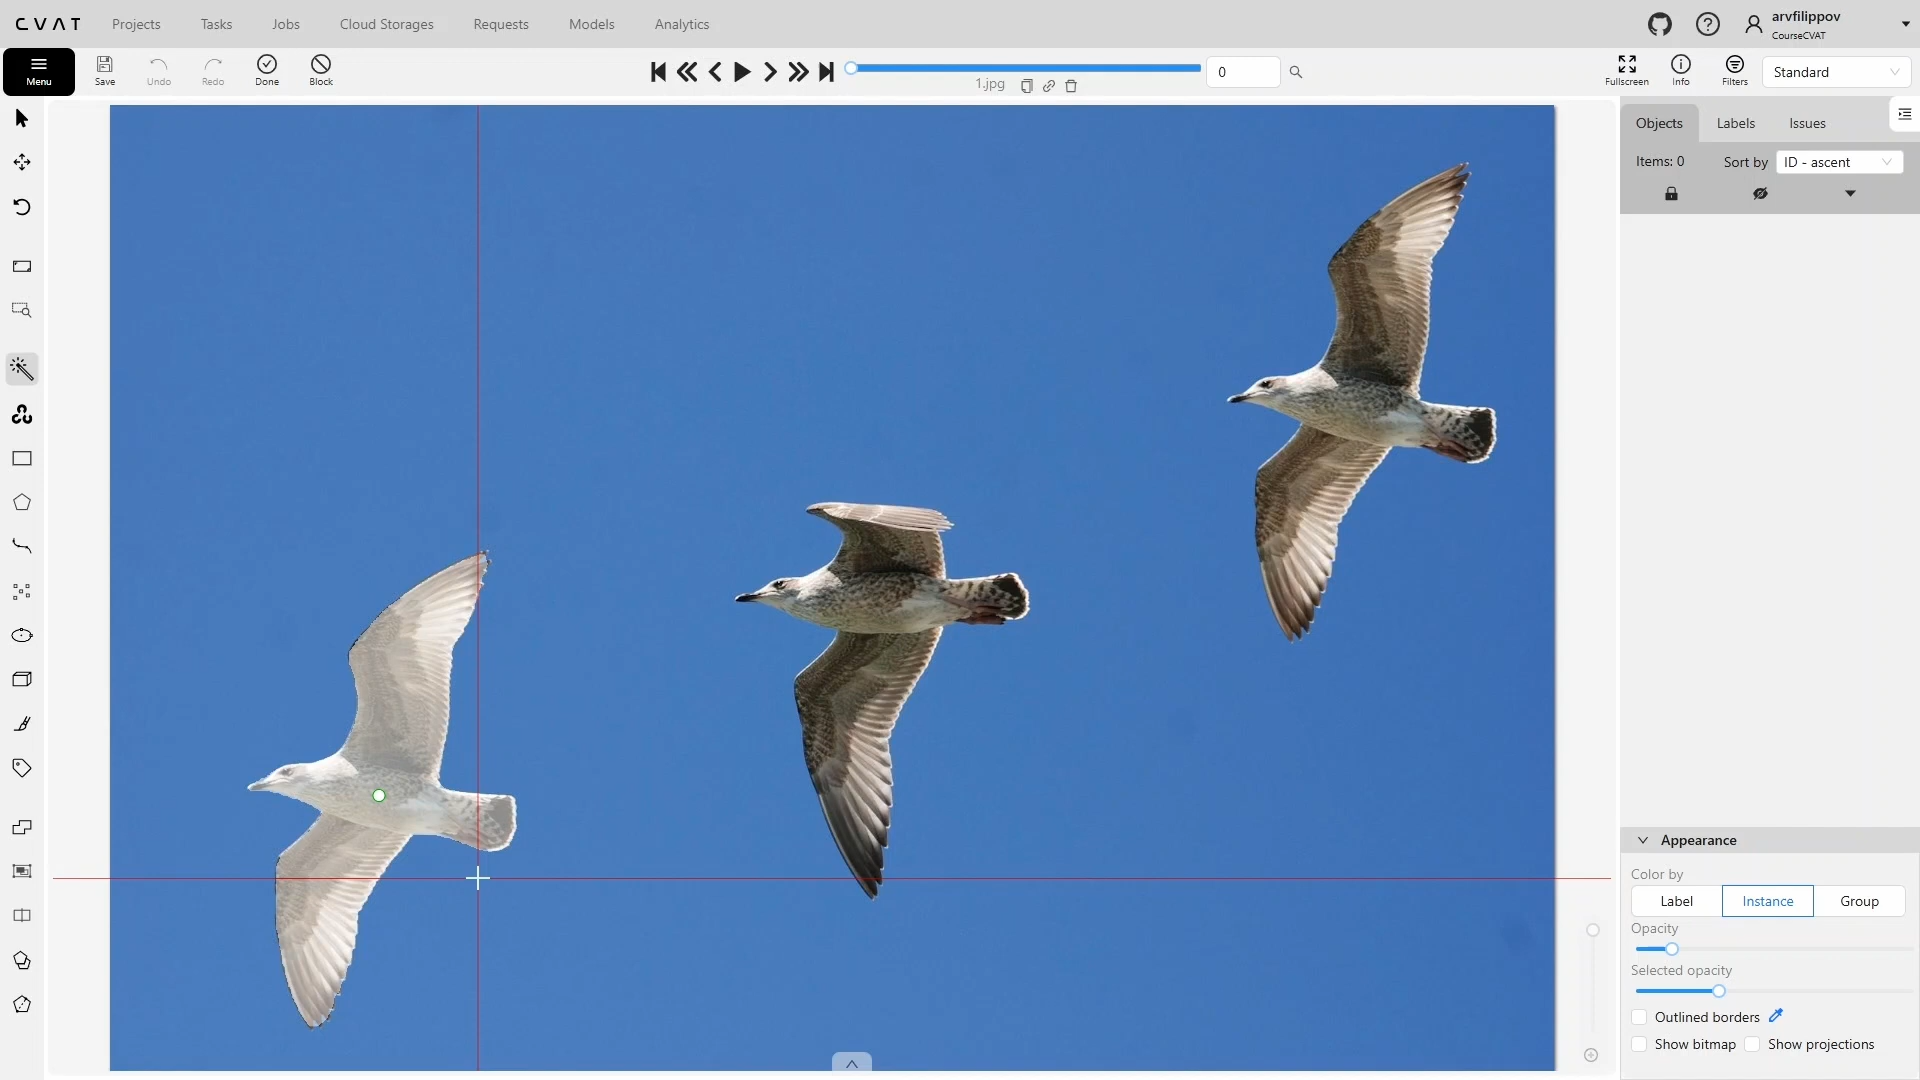 CVAT Projects Tasks Jobs Cloud Storages Requests Models Analytics arvfilippov
CourseCVAT
Menu Save Undo Redo Done Block 0 Fullscreen Info Filters Standard
1.jpg
Objects Labels Issues
Items: 0 Sort by ID - ascent
Appearance
Color by
Label Instance Group
Opacity
Selected opacity
Outlined borders
Show bitmap Show projections